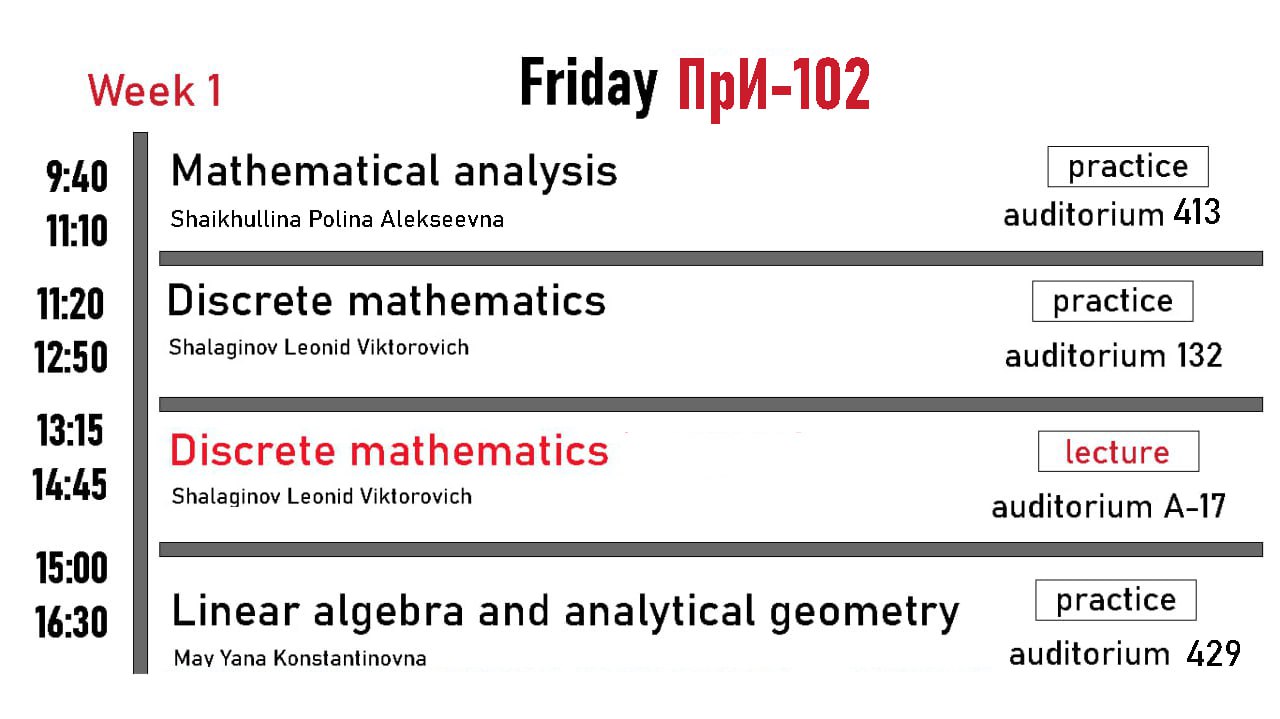 Week 1
Friday ПрИ-102
9:40
11:10
Mathematical analysis
Shaikhullina Polina Alekseevna
practice
auditorium 413
11:20
12:50
Discrete mathematics
Shalaginov Leonid Viktorovich
practice
auditorium 132
13:15
14:45
Discrete mathematics
Shalaginov Leonid Viktorovich
lecture
auditorium A-17
15:00
16:30
Linear algebra and analytical geometry
May Yana Konstantinovna
practice
auditorium 429